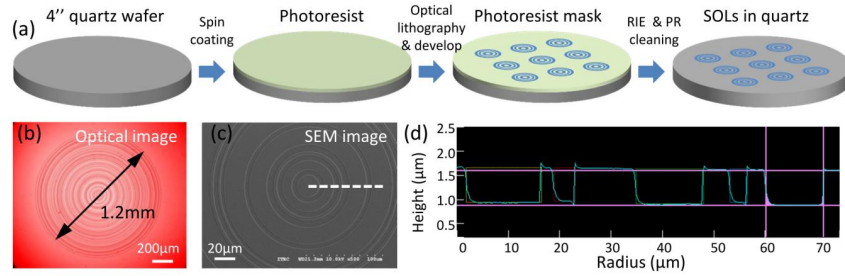 (a)
4’’ quartz wafer
Spin
coating
Photoresist
Optical
lithography
& develop
Photoresist mask
RIE & PR
cleaning
SOLs in quartz
(b)
Optical image
1.2mm
200μm
(c)
SEM image
20μm
100um
(d)
Height (μm)
2.5
2.0
1.5
1.0
0.5
0
10
20
30
40
50
60
70
Radius (μm)